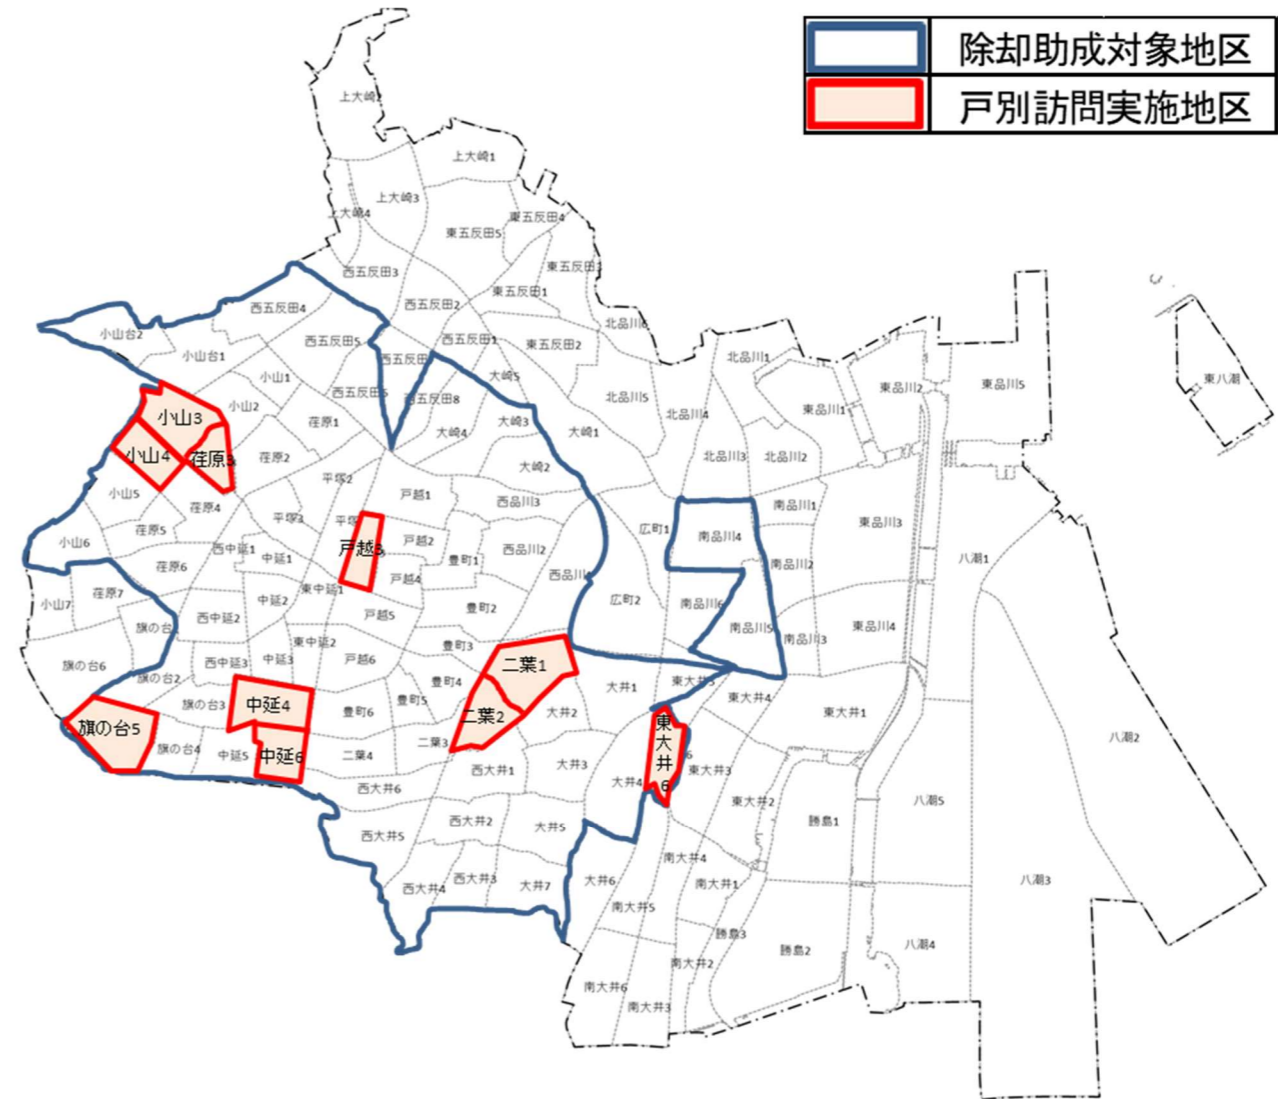 除却助成対象地区
戸別訪問実施地区
上大崎2
上大崎1
上大崎3
上大崎4
東五反田4
東五反田5
西五反田3
東五反田3
東五反田1
西五反田2
西五反田4
北品川6
小山台2
西五反田5
西五反田1
東五反田2
小山台1
西五反田
北品川1
大崎5
小山1
東品川5
東品川2
東八潮
西五反田6
西五反田8
北品川5
小山2
東品川1
北品川4
小山3
荏原1
大崎3
大崎4
大崎1
小山4
荏原3
荏原2
北品川3
北品川2
大崎2
平塚2
小山5
戸越1
西品川3
荏原4
南品川1
平塚3
平塚
東品川3
荏原5
広町1
南品川4
小山6
戸越3
戸越2
西中延1
西品川2
中延1
豊町1
八潮1
荏原6
南品川2
西品川
戸越4
東中延1
荏原7
小山7
中延2
広町2
南品川6
豊町2
戸越5
西中延2
旗の台
南品川5
東品川4
南品川3
東中延2
豊町3
西中延3
中延3
戸越6
旗の台6
二葉1
旗の台2
豊町4
東大井5
大井1
東大井4
旗の台3
中延4
豊町5
豊町6
二葉2
大井2
東大井1
旗の台5
東
大
井
6
八潮2
二葉3
旗の台4
中延5
中延6
二葉4
6
大井3
西大井1
東大井3
大井4
西大井6
東大井2
八潮5
西大井2
勝島1
大井5
西大井5
南大井4
西大井3
大井6
八潮3
南大井1
西大井4
大井7
南大井5
勝島3
八潮4
勝島2
南大井2
南大井6
南大井3